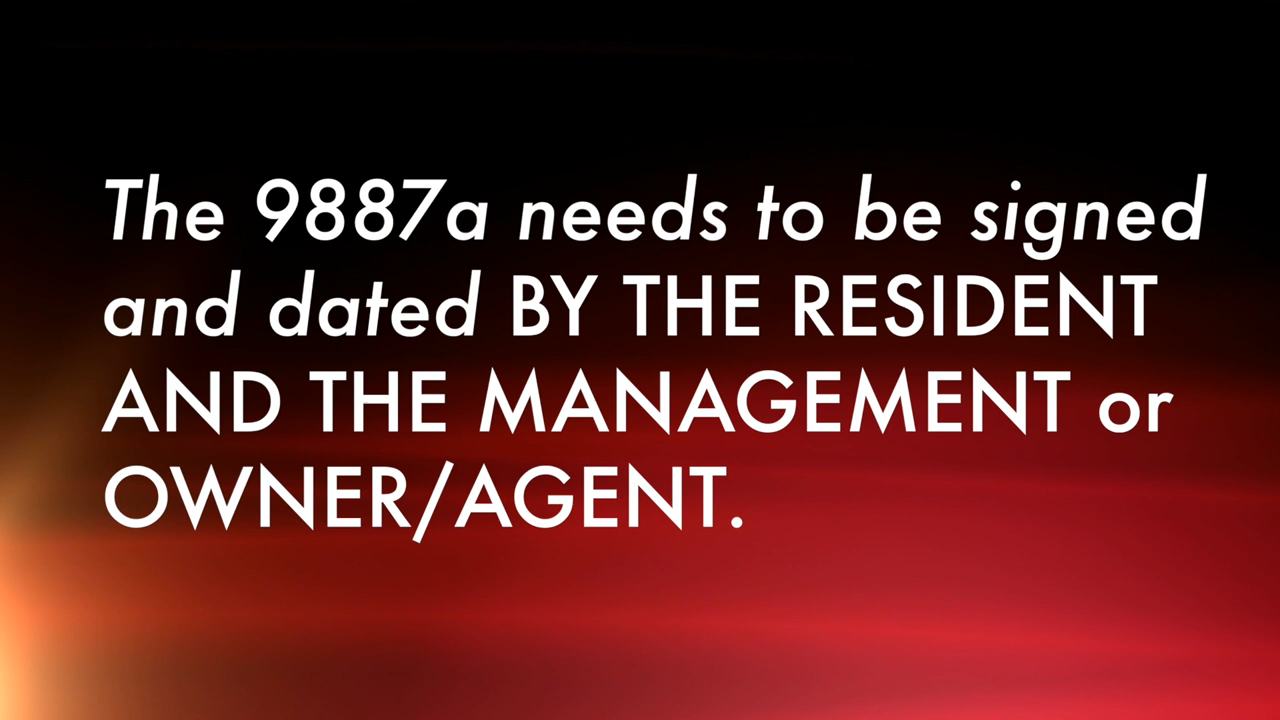 The 9887a needs to be signed
and dated BY THE RESIDENT
AND THE MANAGEMENT or
OWNER/AGENT.